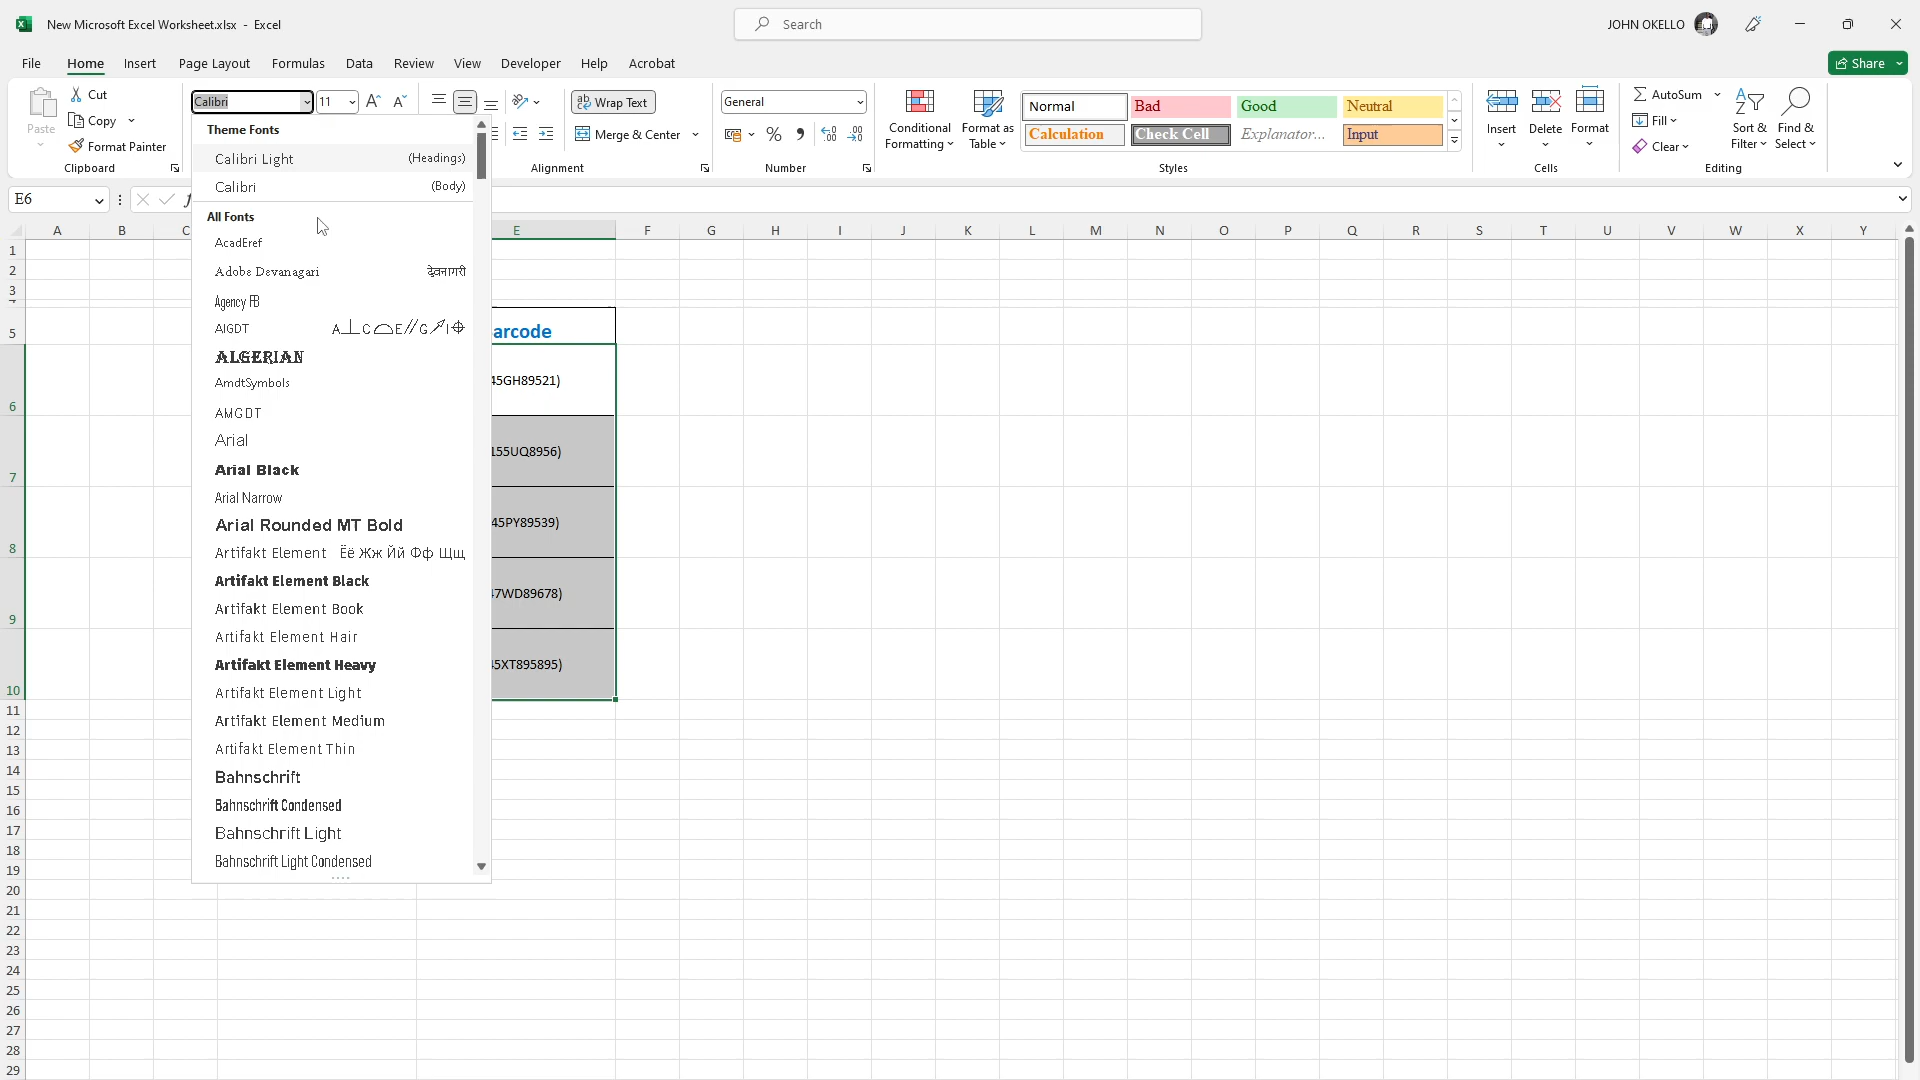 New Microsoft Excel Worksheet.xlsx - Excel
Search
JOHN OKELLO
File Home Insert Page Layout Formulas Data Review View Developer Help Acrobat
Share
Paste
Cut
Copy
Format Painter
Clipboard
Calibri
11
Wrap Text
Merge & Center
Alignment
General
Number
Conditional Formatting
Format as Table
Normal Bad Good Neutral
Calculation Check Cell Explanator... Input
Styles
Insert
Delete
Format
Cells
AutoSum
Fill
Clear
Sort & Filter
Find & Select
Editing
E6
Theme Fonts
Calibri Light (Headings)
Calibri (Body)
All Fonts
AcadEref
Adobe Devanagari देवनागरी
Agency FB
AIGDT
ALGERIAN
AmdtSymbols
AMGDT
Arial
Arial Black
Arial Narrow
Arial Rounded MT Bold
Artifakt Element Ёё Жж Йй Фф Щщ
Artifakt Element Black
Artifakt Element Book
Artifakt Element Hair
Artifakt Element Heavy
Artifakt Element Light
Artifakt Element Medium
Artifakt Element Thin
Bahnschrift
Bahnschrift Condensed
Bahnschrift Light
Bahnschrift Light Condensed
A B C E F G H I J K L M N O P Q R S T U V W X Y
1
2
3
5 arcode
6 45GH89521)
7 155UQ8956)
8 45PY89539)
9 47WD89678)
10 45XT895895)
11
12
13
14
15
16
17
18
19
20
21
22
23
24
25
26
27
28
29